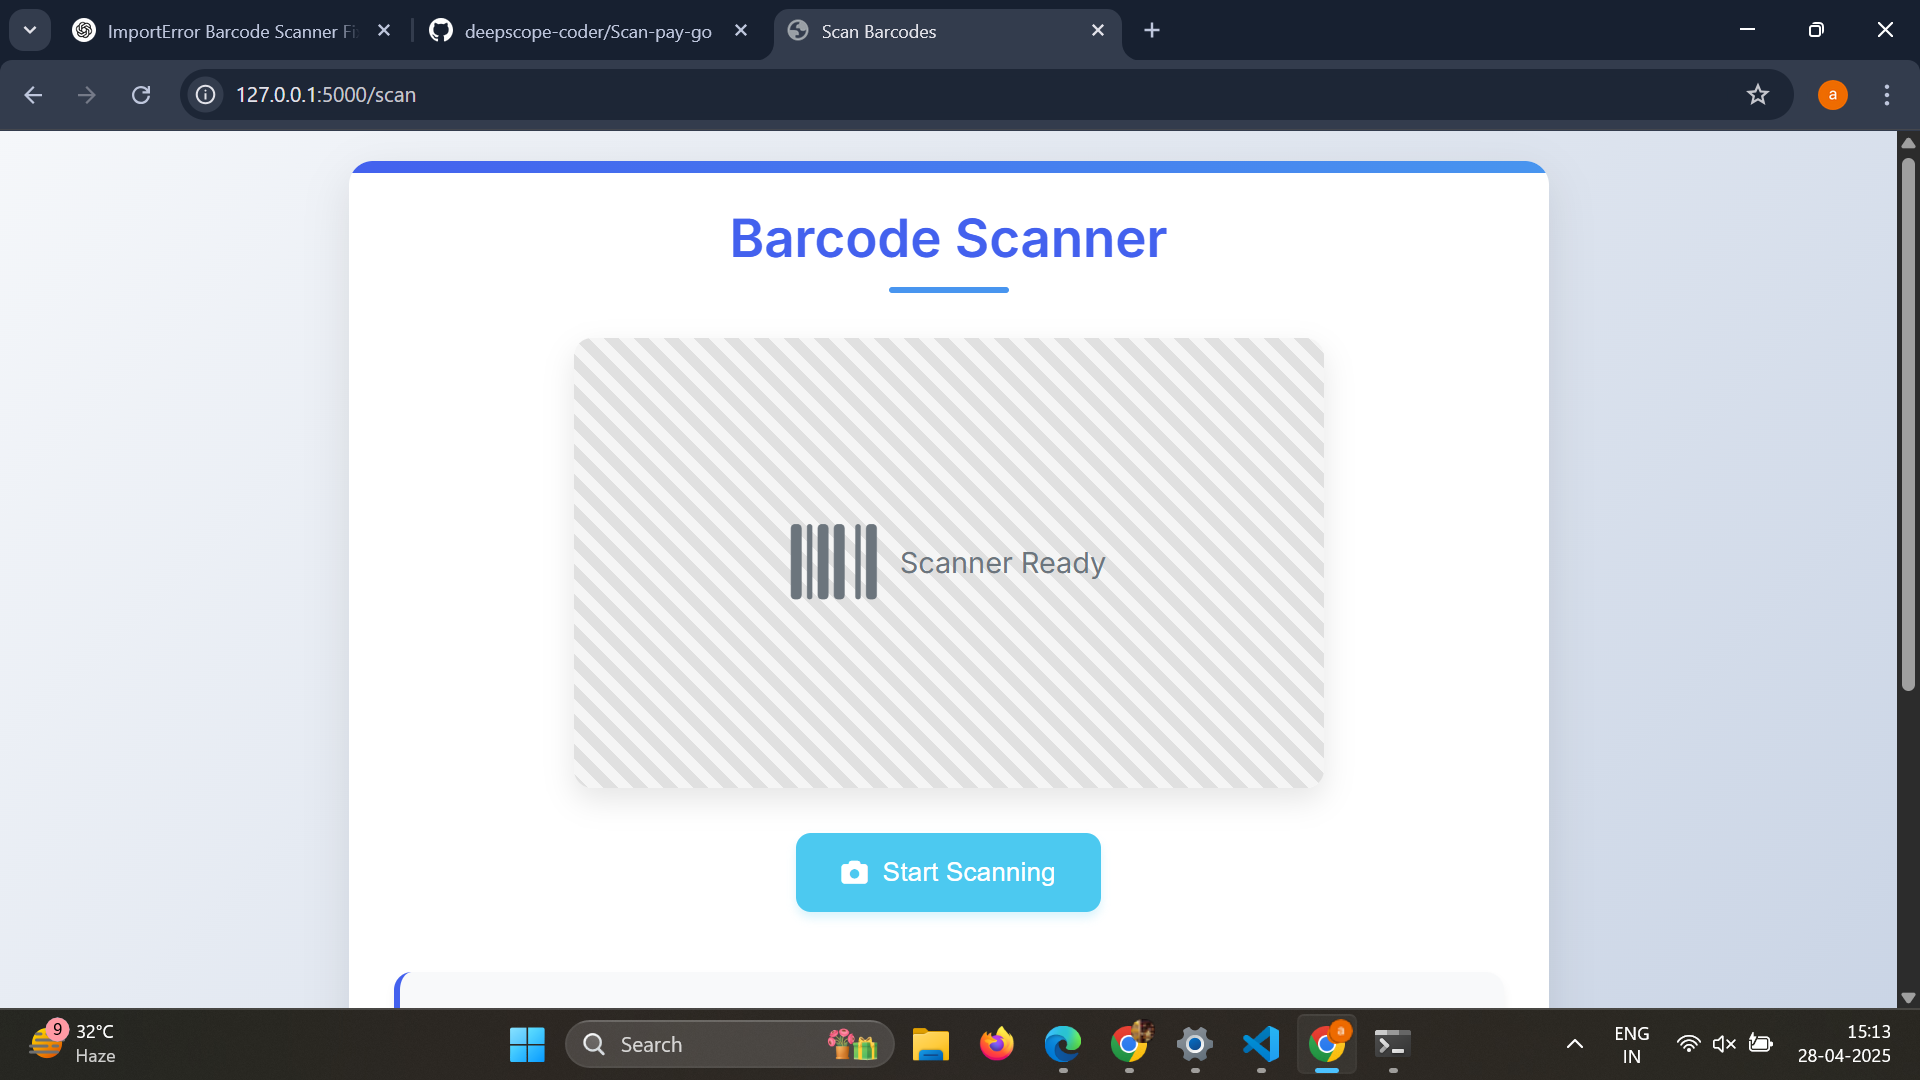 ImportError Barcode Scanner Fi
deepscope-coder/Scan-pay-go
Scan Barcodes
127.0.0.1:5000/scan
a
Barcode Scanner
Scanner Ready
Start Scanning
9
32°C
Haze
Search
a
ENG
IN
15:13
28-04-2025